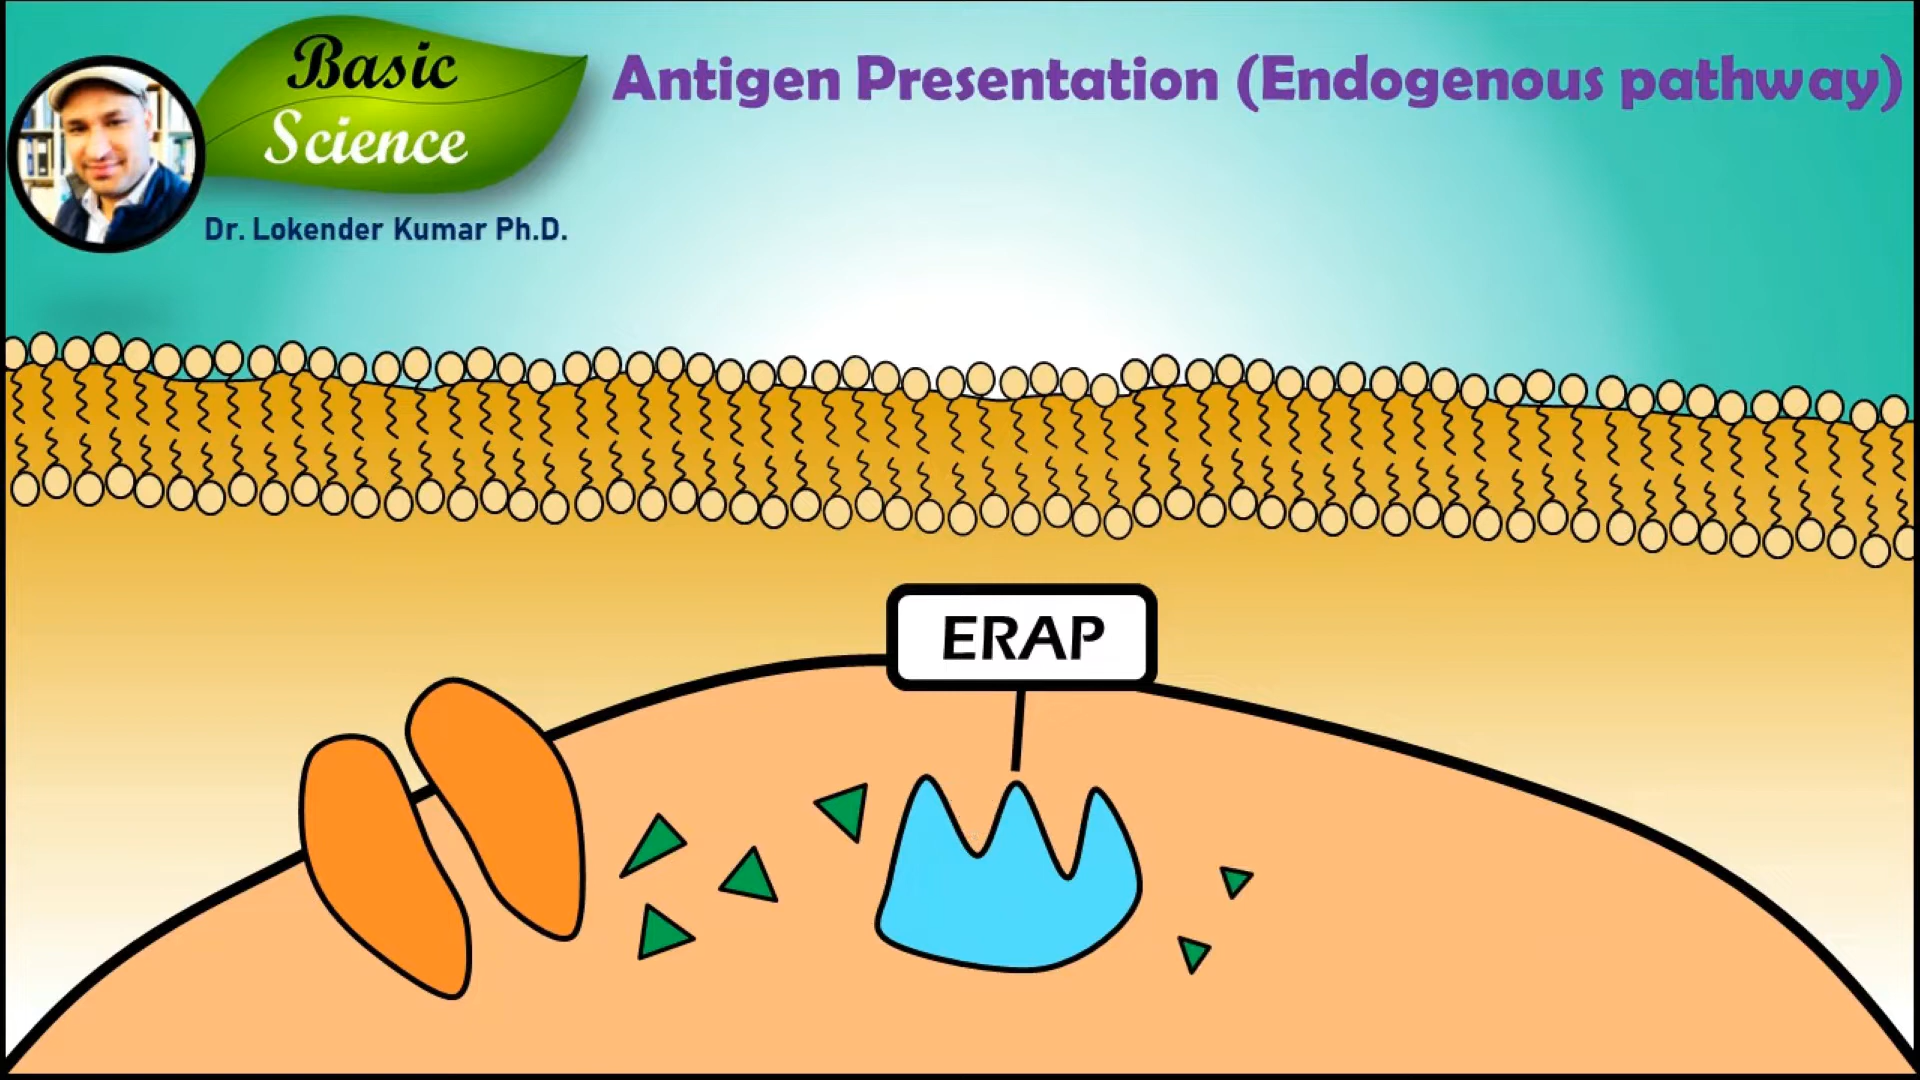 Basic
Science
Antigen Presentation (Endogenous pathway)
Dr. Lokender Kumar Ph.D.
ERAP